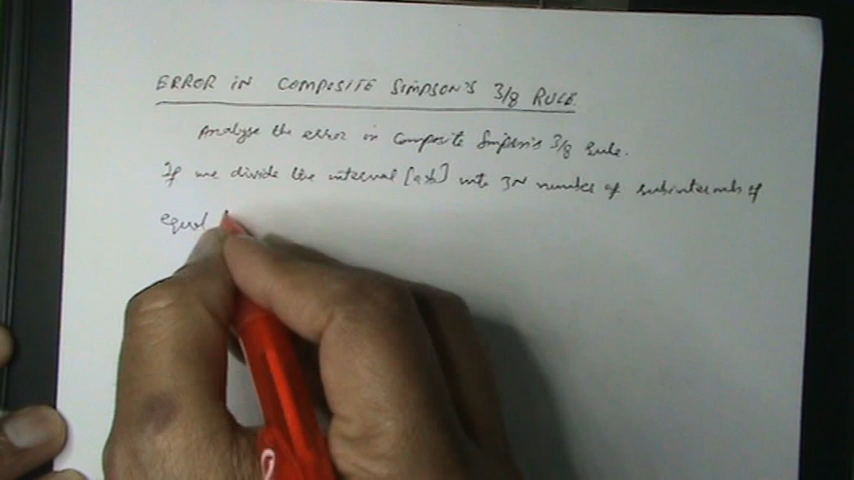 ERROR IN COMPOSITE SIMPSON'S 3/8 RULE
Analyse the error in Composite Simpson's 3/8 rule.
If we divide the interval [a,b] into 3N number of subintervals of
equal